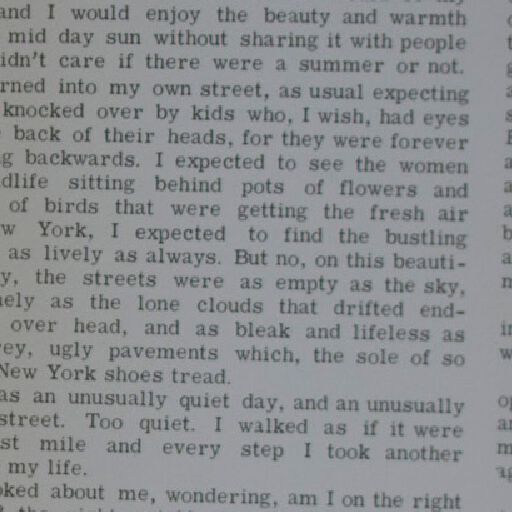 and I would enjoy the beauty and warmth
mid day sun without sharing it with people
idn't care if there were a summer or not.
rned into my own street, as usual expecting
knocked over by kids who, I wish, had eyes
back of their heads, for they were forever
g backwards. I expected to see the women
dlife sitting behind pots of flowers and
of birds that were getting the fresh air
w York, I expected to find the bustling
as lively as always. But no, on this beauti-
y, the streets were as empty as the sky,
ely as the lone clouds that drifted end-
over head, and as bleak and lifeless as
ey, ugly pavements which, the sole of so
New York shoes tread.
as an unusually quiet day, and an unusually
street. Too quiet. I walked as if it were
st mile and every step I took another
my life.
oked about me, wondering, am I on the right